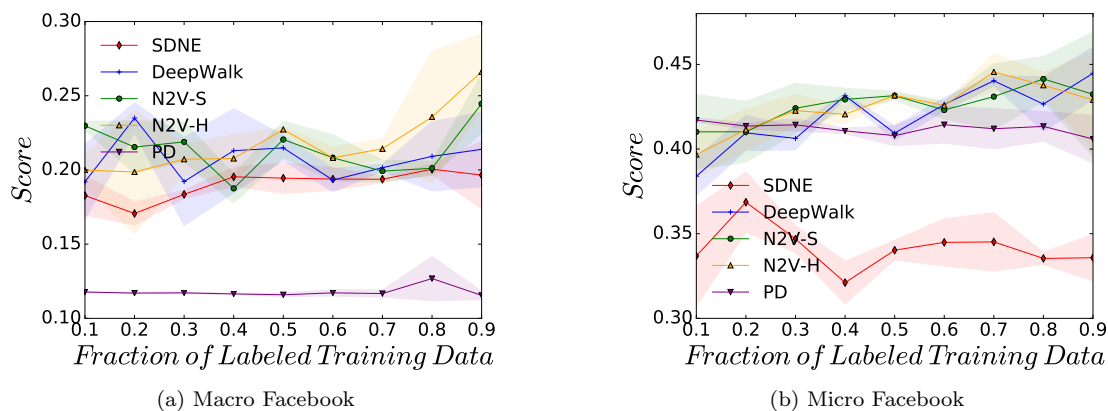 0.30
0.25
0.20
0.15
0.10
Score
SDNE
DeepWalk
N2V-S
N2V-H
PD
0.1 0.2 0.3 0.4 0.5 0.6 0.7 0.8 0.9
Fraction of Labeled Training Data
(a) Macro Facebook
0.45
0.40
0.35
0.30
Score
SDNE
DeepWalk
N2V-S
N2V-H
PD
0.1 0.2 0.3 0.4 0.5 0.6 0.7 0.8 0.9
Fraction of Labeled Training Data
(b) Micro Facebook